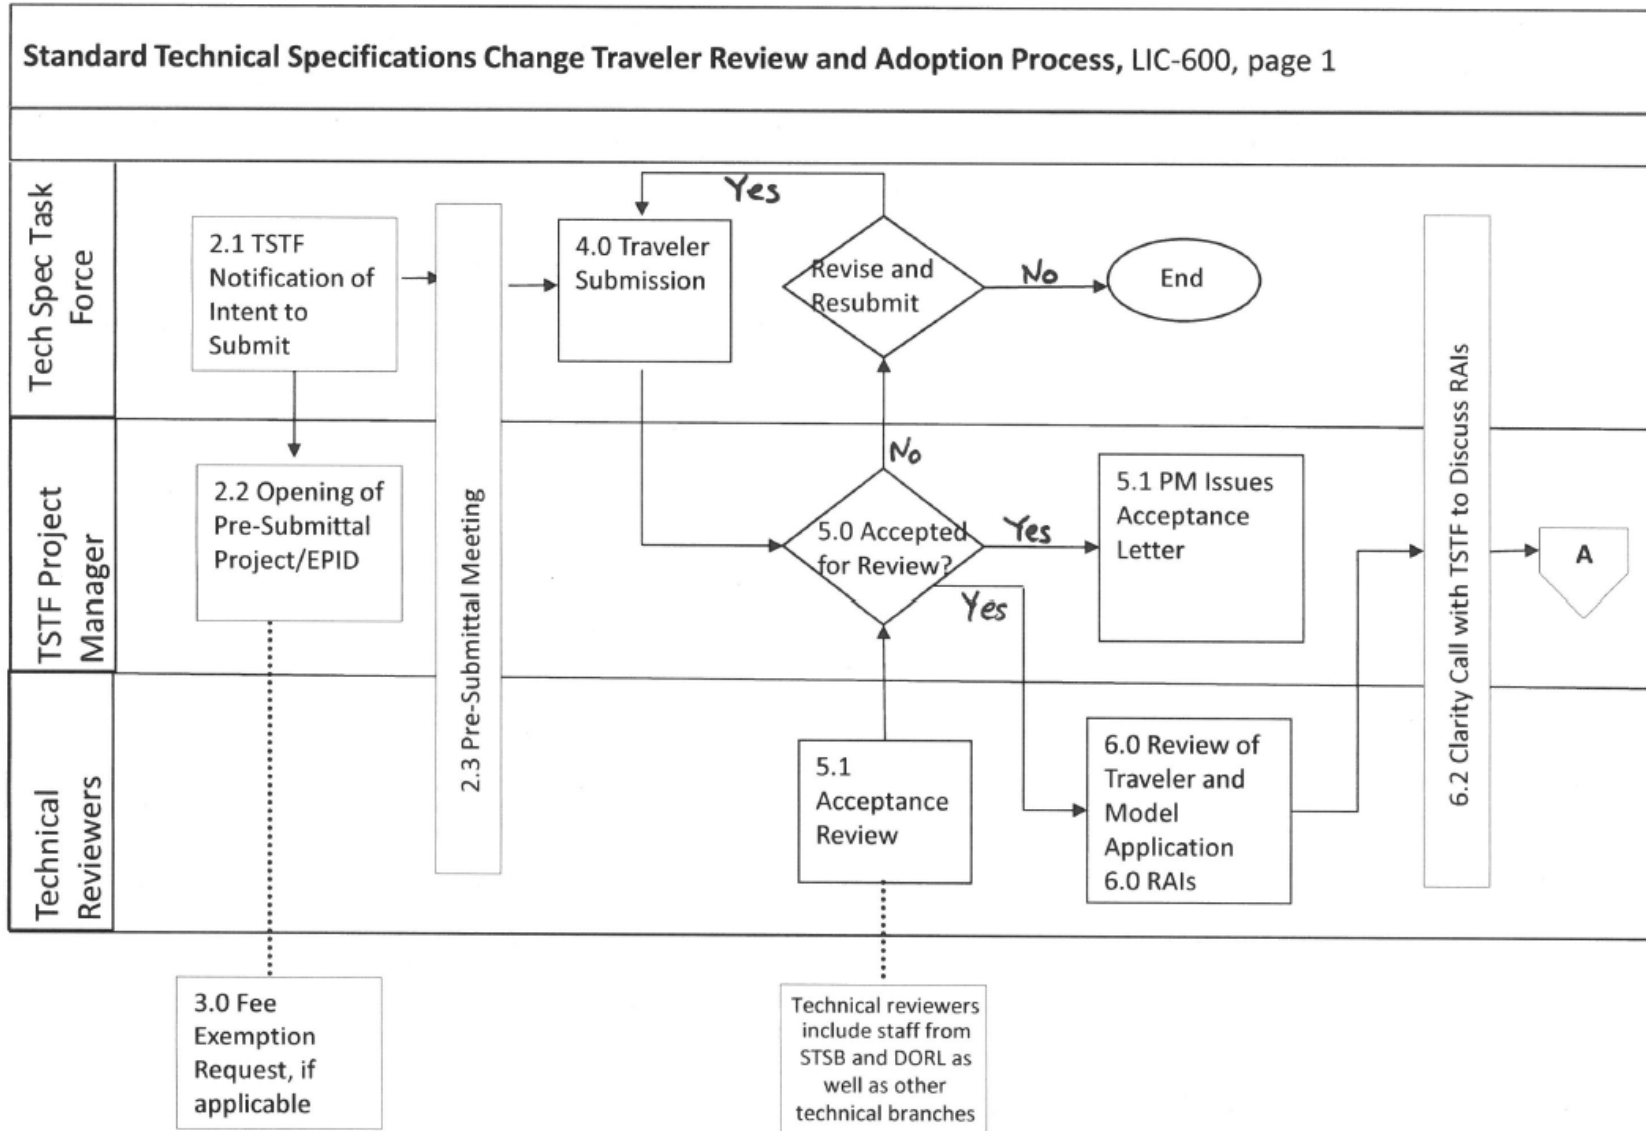 Standard Technical Specifications Change Traveler Review and Adoption Process, LIC-600, page 1
Tech Spec Task
Force
2.1 TSTF
Notification of
Intent to
Submit
4.0 Traveler
Submission
Yes
Revise and
Resubmit
No
End
TSTF Project
Manager
2.2 Opening of
Pre-Submittal
Project/EPID
2.3 Pre-Submittal Meeting
No
5.0 Accepted
for Review?
Yes
Yes
5.1 PM Issues
Acceptance
Letter
6.2 Clarity Call with TSTF to Discuss RAIs
A
Technical
Reviewers
5.1
Acceptance
Review
6.0 Review of
Traveler and
Model
Application
6.0 RAIs
3.0 Fee
Exemption
Request, if
applicable
Technical reviewers
include staff from
STSB and DORL as
well as other
technical branches